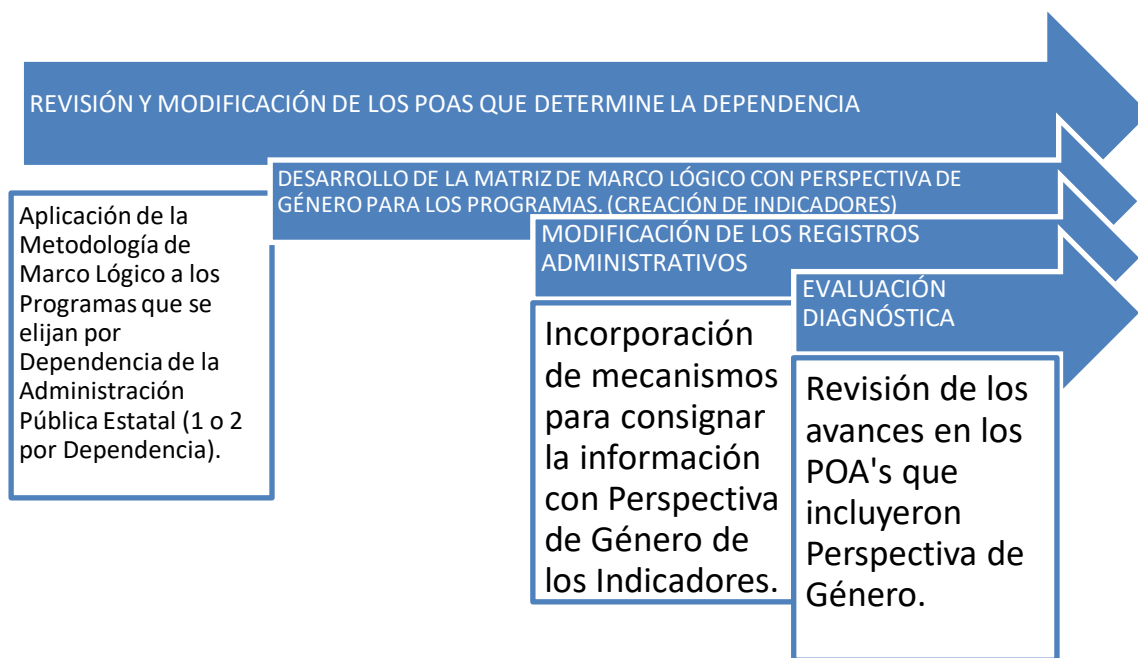 REVISIÓN Y MODIFICACIÓN DE LOS POAS QUE DETERMINE LA DEPENDENCIA
Aplicación de la
Metodología de
Marco Lógico a los
Programas que se
elijan por
Dependencia de la
Administración
Pública Estatal (1 o 2
por Dependencia).
DESARROLLO DE LA MATRIZ DE MARCO LÓGICO CON PERSPECTIVA DE
GÉNERO PARA LOS PROGRAMAS. (CREACIÓN DE INDICADORES)
MODIFICACIÓN DE LOS REGISTROS
ADMINISTRATIVOS
Incorporación
de mecanismos
para consignar
la información
con Perspectiva
de Género de
los Indicadores.
EVALUACIÓN
DIAGNÓSTICA
Revisión de los
avances en los
POA's que
incluyeron
Perspectiva de
Género.